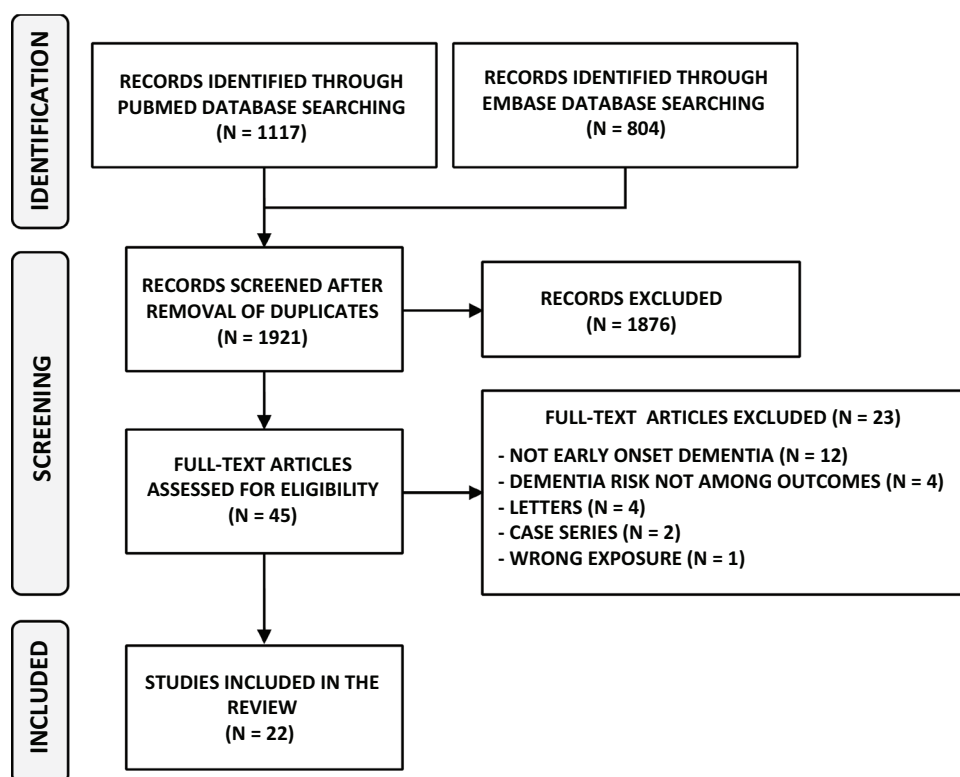 IDENTIFICATION
RECORDS IDENTIFIED THROUGH
PUBMED DATABASE SEARCHING
(N = 1117)
RECORDS IDENTIFIED THROUGH
EMBASE DATABASE SEARCHING
(N = 804)
SCREENING
RECORDS SCREENED AFTER
REMOVAL OF DUPLICATES
(N = 1921)
RECORDS EXCLUDED
(N = 1876)
FULL-TEXT ARTICLES
ASSESSED FOR ELIGIBILITY
(N = 45)
FULL-TEXT ARTICLES EXCLUDED (N = 23)
- NOT EARLY ONSET DEMENTIA (N = 12)
- DEMENTIA RISK NOT AMONG OUTCOMES (N = 4)
- LETTERS (N = 4)
- CASE SERIES (N = 2)
- WRONG EXPOSURE (N = 1)
INCLUDED
STUDIES INCLUDED IN THE
REVIEW
(N = 22)